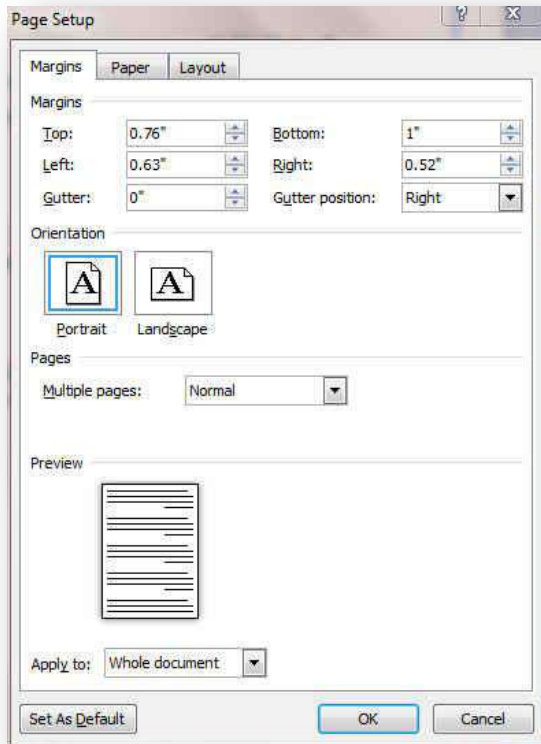 Page Setup
Margins Paper Layout
Margins
Top: 0.76" Bottom: 1"
Left: 0.63" Right: 0.52"
Gutter: 0" Gutter position: Right
Orientation
A A
Portrait Landscape
Pages
Multiple pages: Normal
Preview
Apply to: Whole document
Set As Default OK Cancel